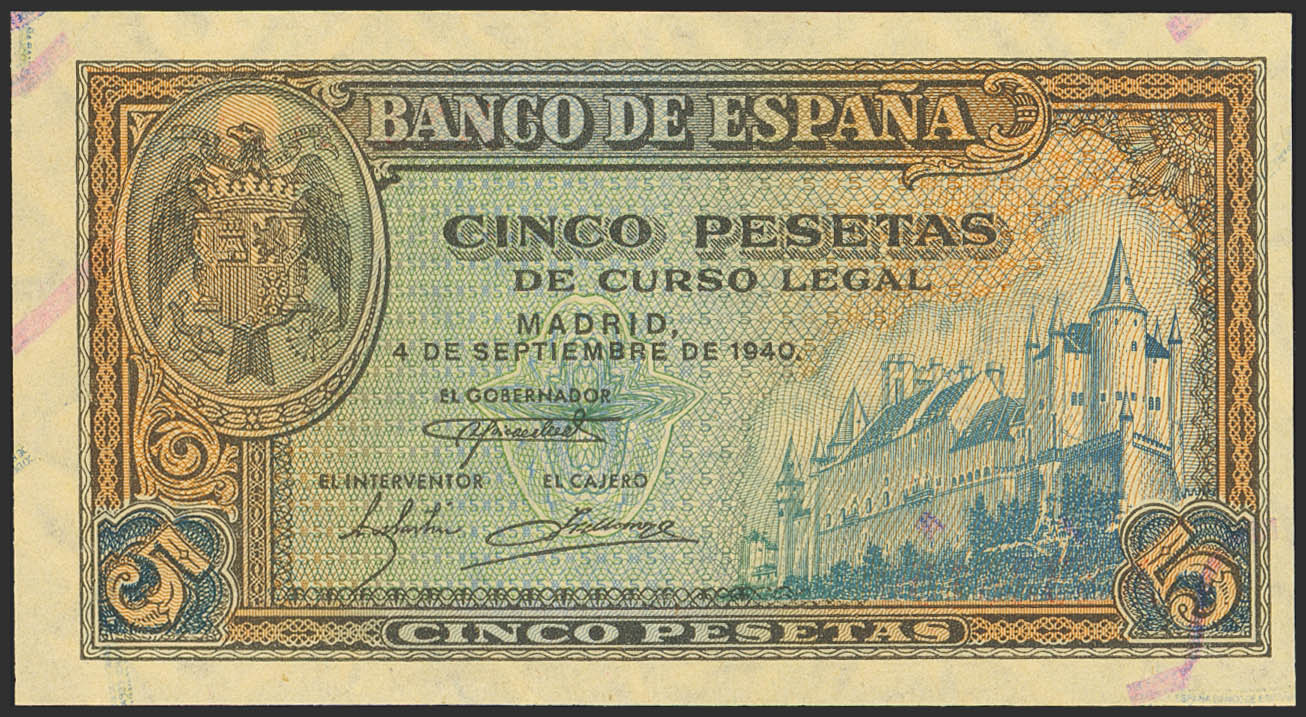 BANCO DE ESPAÑA
CINCO PESETAS
DE CURSO LEGAL
MADRID,
4 DE SEPTIEMBRE DE 1940.
EL GOBERNADOR
EL INTERVENTOR
EL CAJERO
5
5
CINCO PESETAS